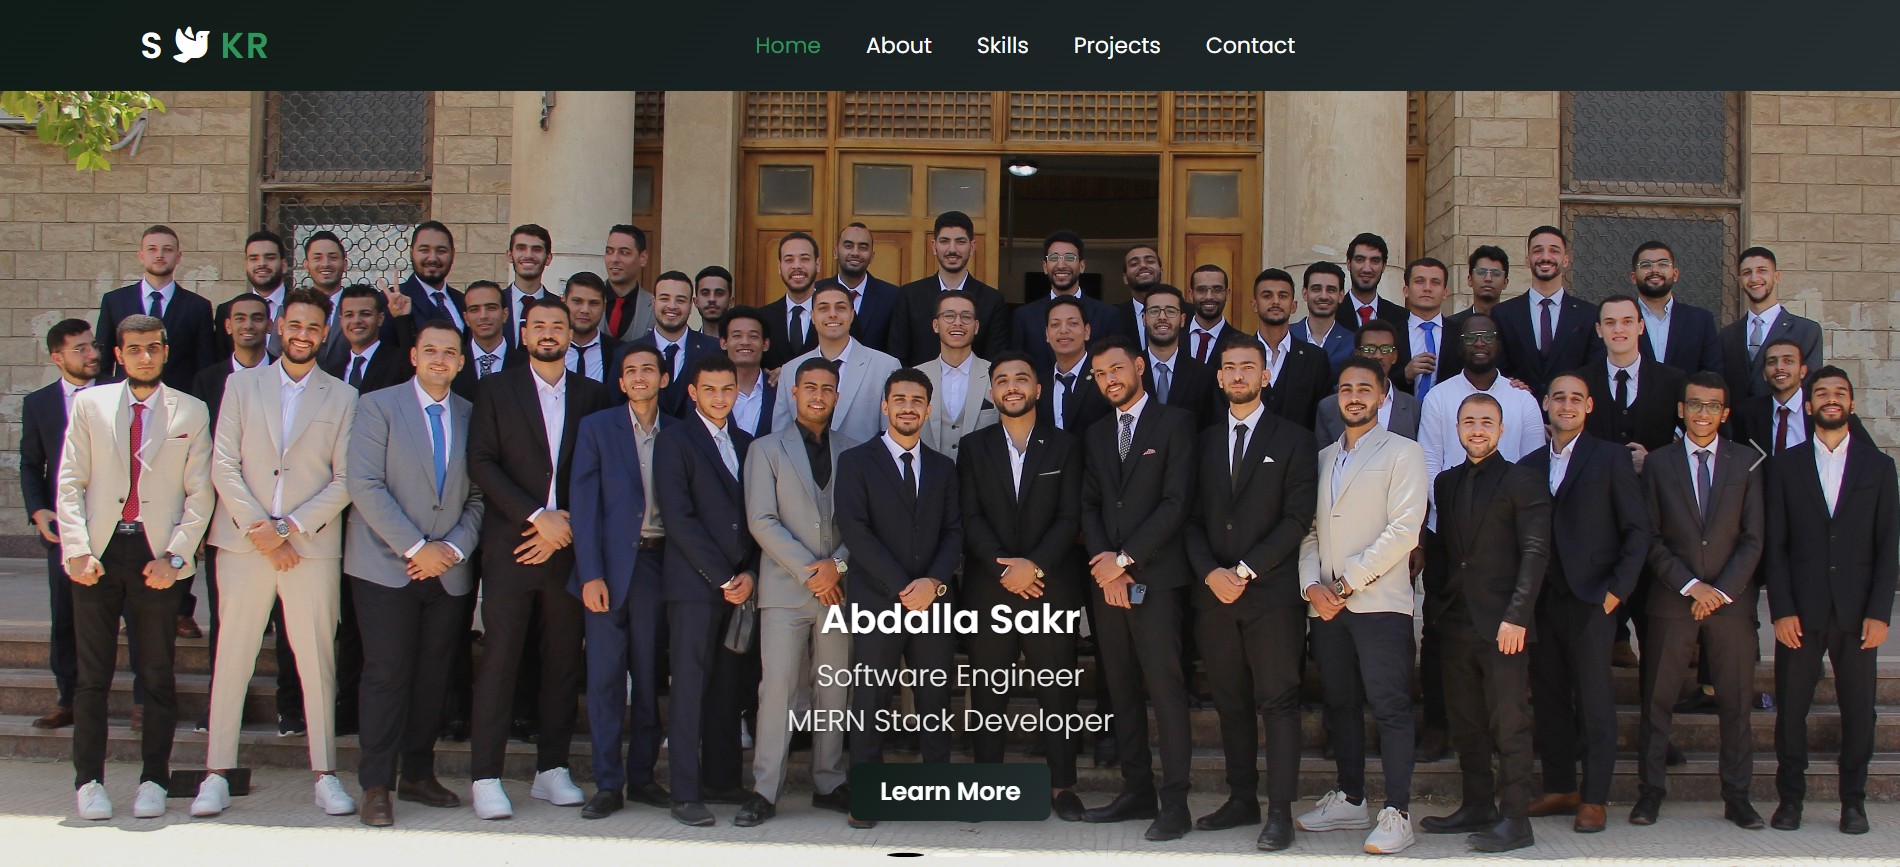 S KR
Home About Skills Projects Contact
Abdalla Sakr
Software Engineer
MERN Stack Developer
Learn More